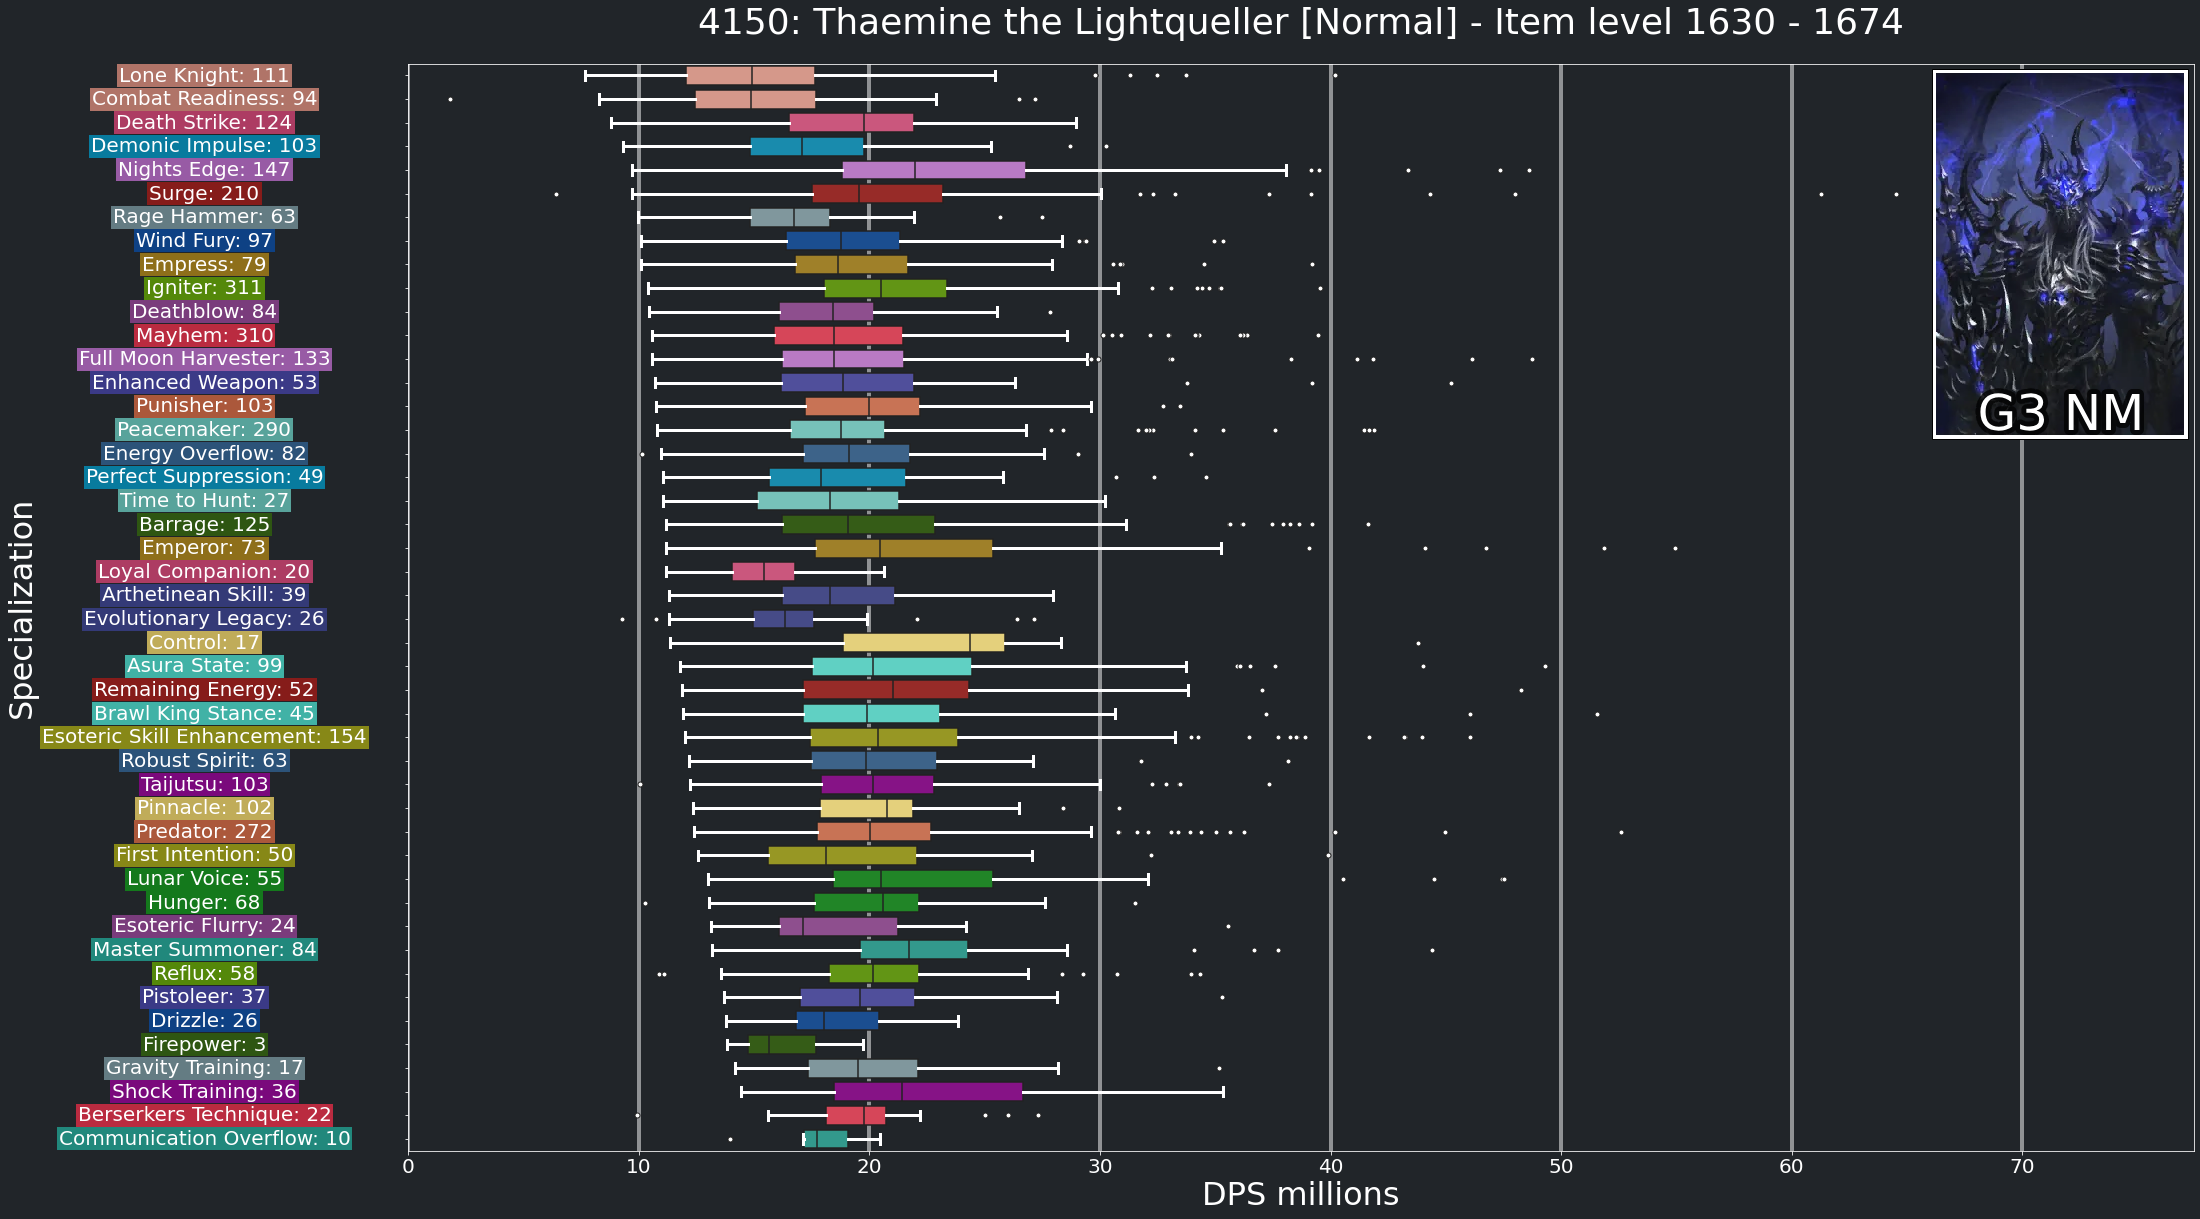 4150: Thaemine the Lightqueller [Normal] - Item level 1630 - 1674
Specialization
Lone Knight: 111
Combat Readiness: 94
Death Strike: 124
Demonic Impulse: 103
Nights Edge: 147
Surge: 210
Rage Hammer: 63
Wind Fury: 97
Empress: 79
Igniter: 311
Deathblow: 84
Mayhem: 310
Full Moon Harvester: 133
Enhanced Weapon: 53
Punisher: 103
Peacemaker: 290
Energy Overflow: 82
Perfect Suppression: 49
Time to Hunt: 27
Barrage: 125
Emperor: 73
Loyal Companion: 20
Arthetinean Skill: 39
Evolutionary Legacy: 26
Control: 17
Asura State: 99
Remaining Energy: 52
Brawl King Stance: 45
Esoteric Skill Enhancement: 154
Robust Spirit: 63
Taijutsu: 103
Pinnacle: 102
Predator: 272
First Intention: 50
Lunar Voice: 55
Hunger: 68
Esoteric Flurry: 24
Master Summoner: 84
Reflux: 58
Pistoleer: 37
Drizzle: 26
Firepower: 3
Gravity Training: 17
Shock Training: 36
Berserkers Technique: 22
Communication Overflow: 10
G3 NM
0 10 20 30 40 50 60 70
DPS millions